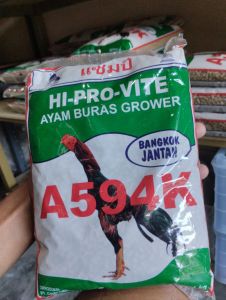 แชมป์
HI-PRO-VITE
AYAM BURAS GROWER
BANGKOK
JANTAN
A594K